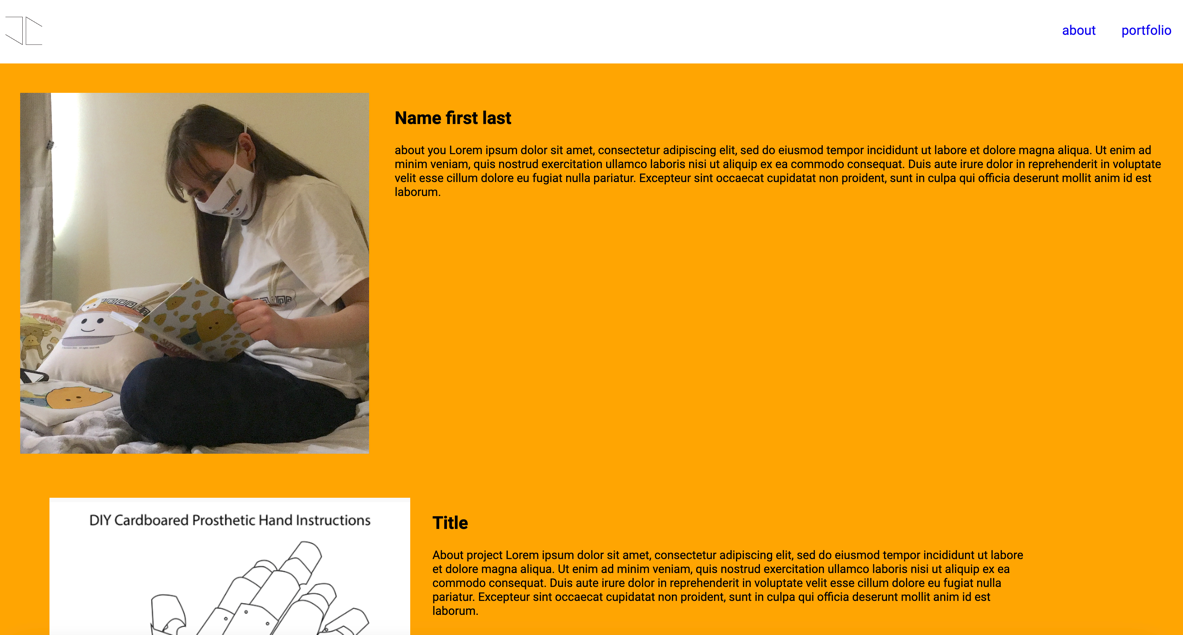 about portfolio
Name first last
about you Lorem ipsum dolor sit amet, consectetur adipiscing elit, sed do eiusmod tempor incididunt ut labore et dolore magna aliqua. Ut enim ad
minim veniam, quis nostrud exercitation ullamco laboris nisi ut aliquip ex ea commodo consequat. Duis aute irure dolor in reprehenderit in voluptate
velit esse cillum dolore eu fugiat nulla pariatur. Excepteur sint occaecat cupidatat non proident, sunt in culpa qui officia deserunt mollit anim id est
laborum.
DIY Cardboared Prosthetic Hand Instructions
Title
About project Lorem ipsum dolor sit amet, consectetur adipiscing elit, sed do eiusmod tempor incididunt ut labore
et dolore magna aliqua. Ut enim ad minim veniam, quis nostrud exercitation ullamco laboris nisi ut aliquip ex ea
commodo consequat. Duis aute irure dolor in reprehenderit in voluptate velit esse cillum dolore eu fugiat nulla
pariatur. Excepteur sint occaecat cupidatat non proident, sunt in culpa qui officia deserunt mollit anim id est
laborum.